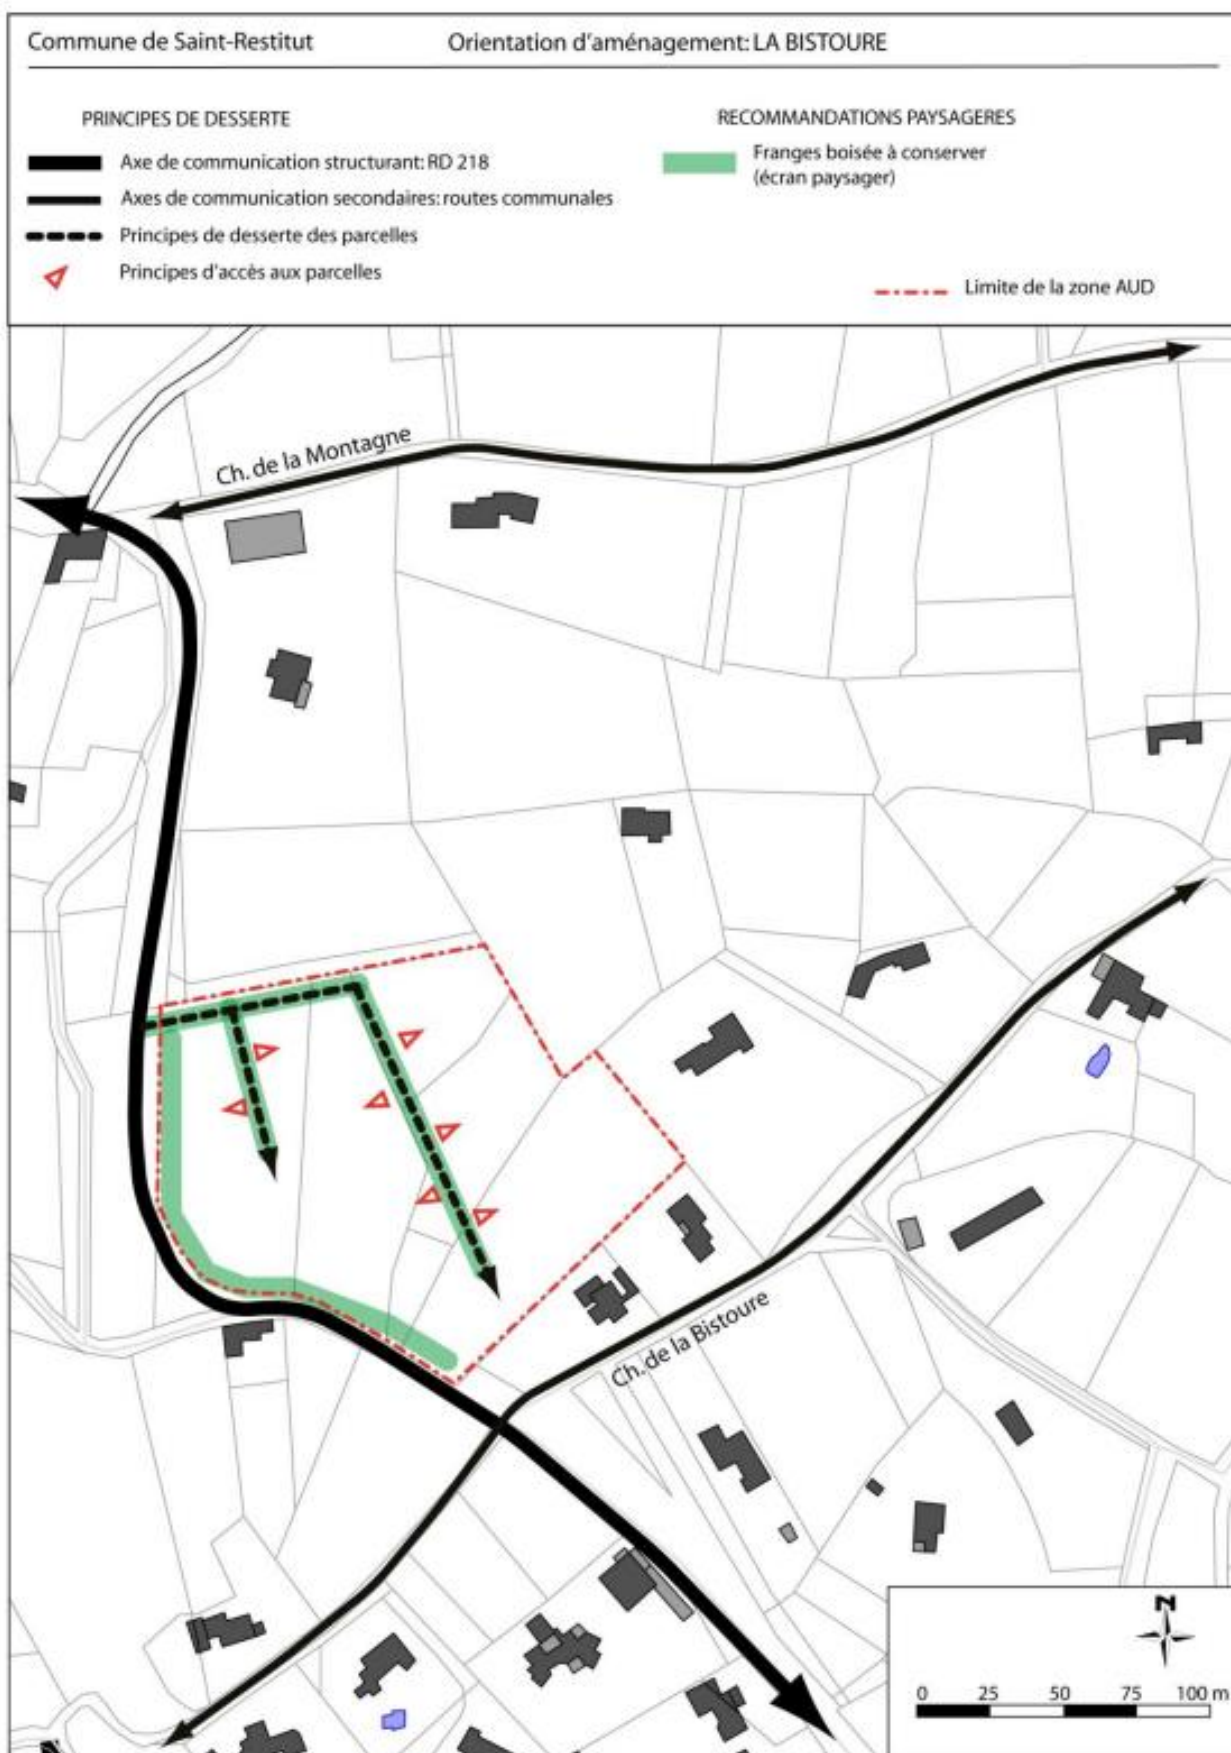 Commune de Saint-Restitut
Orientation d'aménagement: LA BISTOURE
PRINCIPES DE DESSERTE
Axe de communication structurant: RD 218
Axes de communication secondaires: routes communales
Principes de desserte des parcelles
Principes d'accès aux parcelles
RECOMMANDATIONS PAYSAGERES
Franges boisée à conserver
(écran paysager)
Limite de la zone AUD
Ch. de la Montagne
Ch. de la Bistoure
N
0 25 50 75 100 m